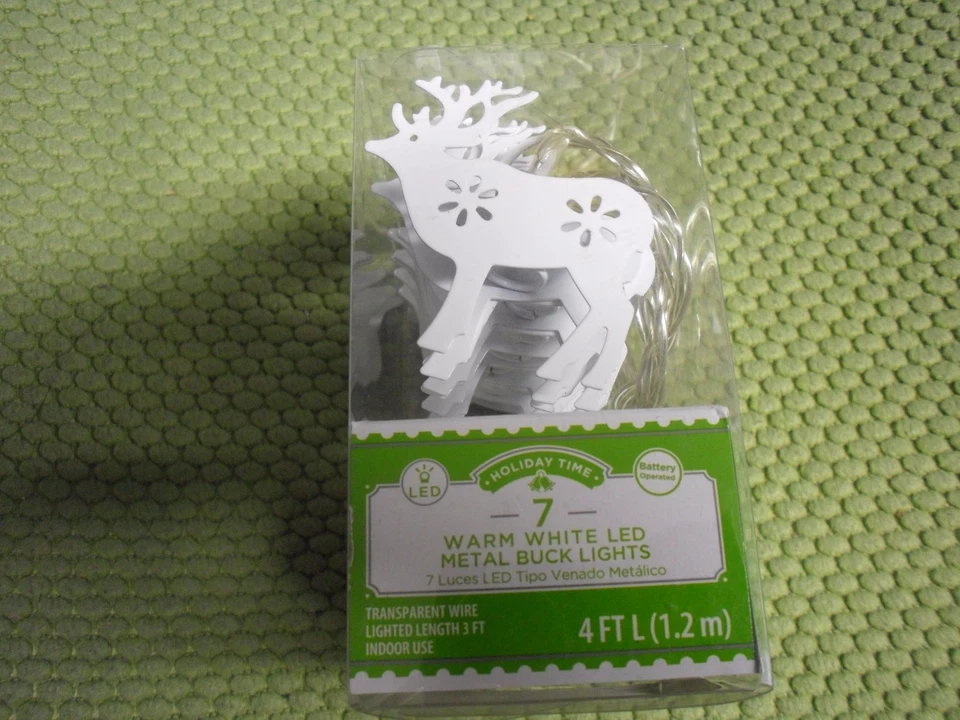 LED
HOLIDAY TIME
Battery
Operated
7
WARM WHITE LED
METAL BUCK LIGHTS
7 Luces LED Tipo Venado Metálico
TRANSPARENT WIRE
LIGHTED LENGTH 3 FT
INDOOR USE
4 FT L (1.2 m)